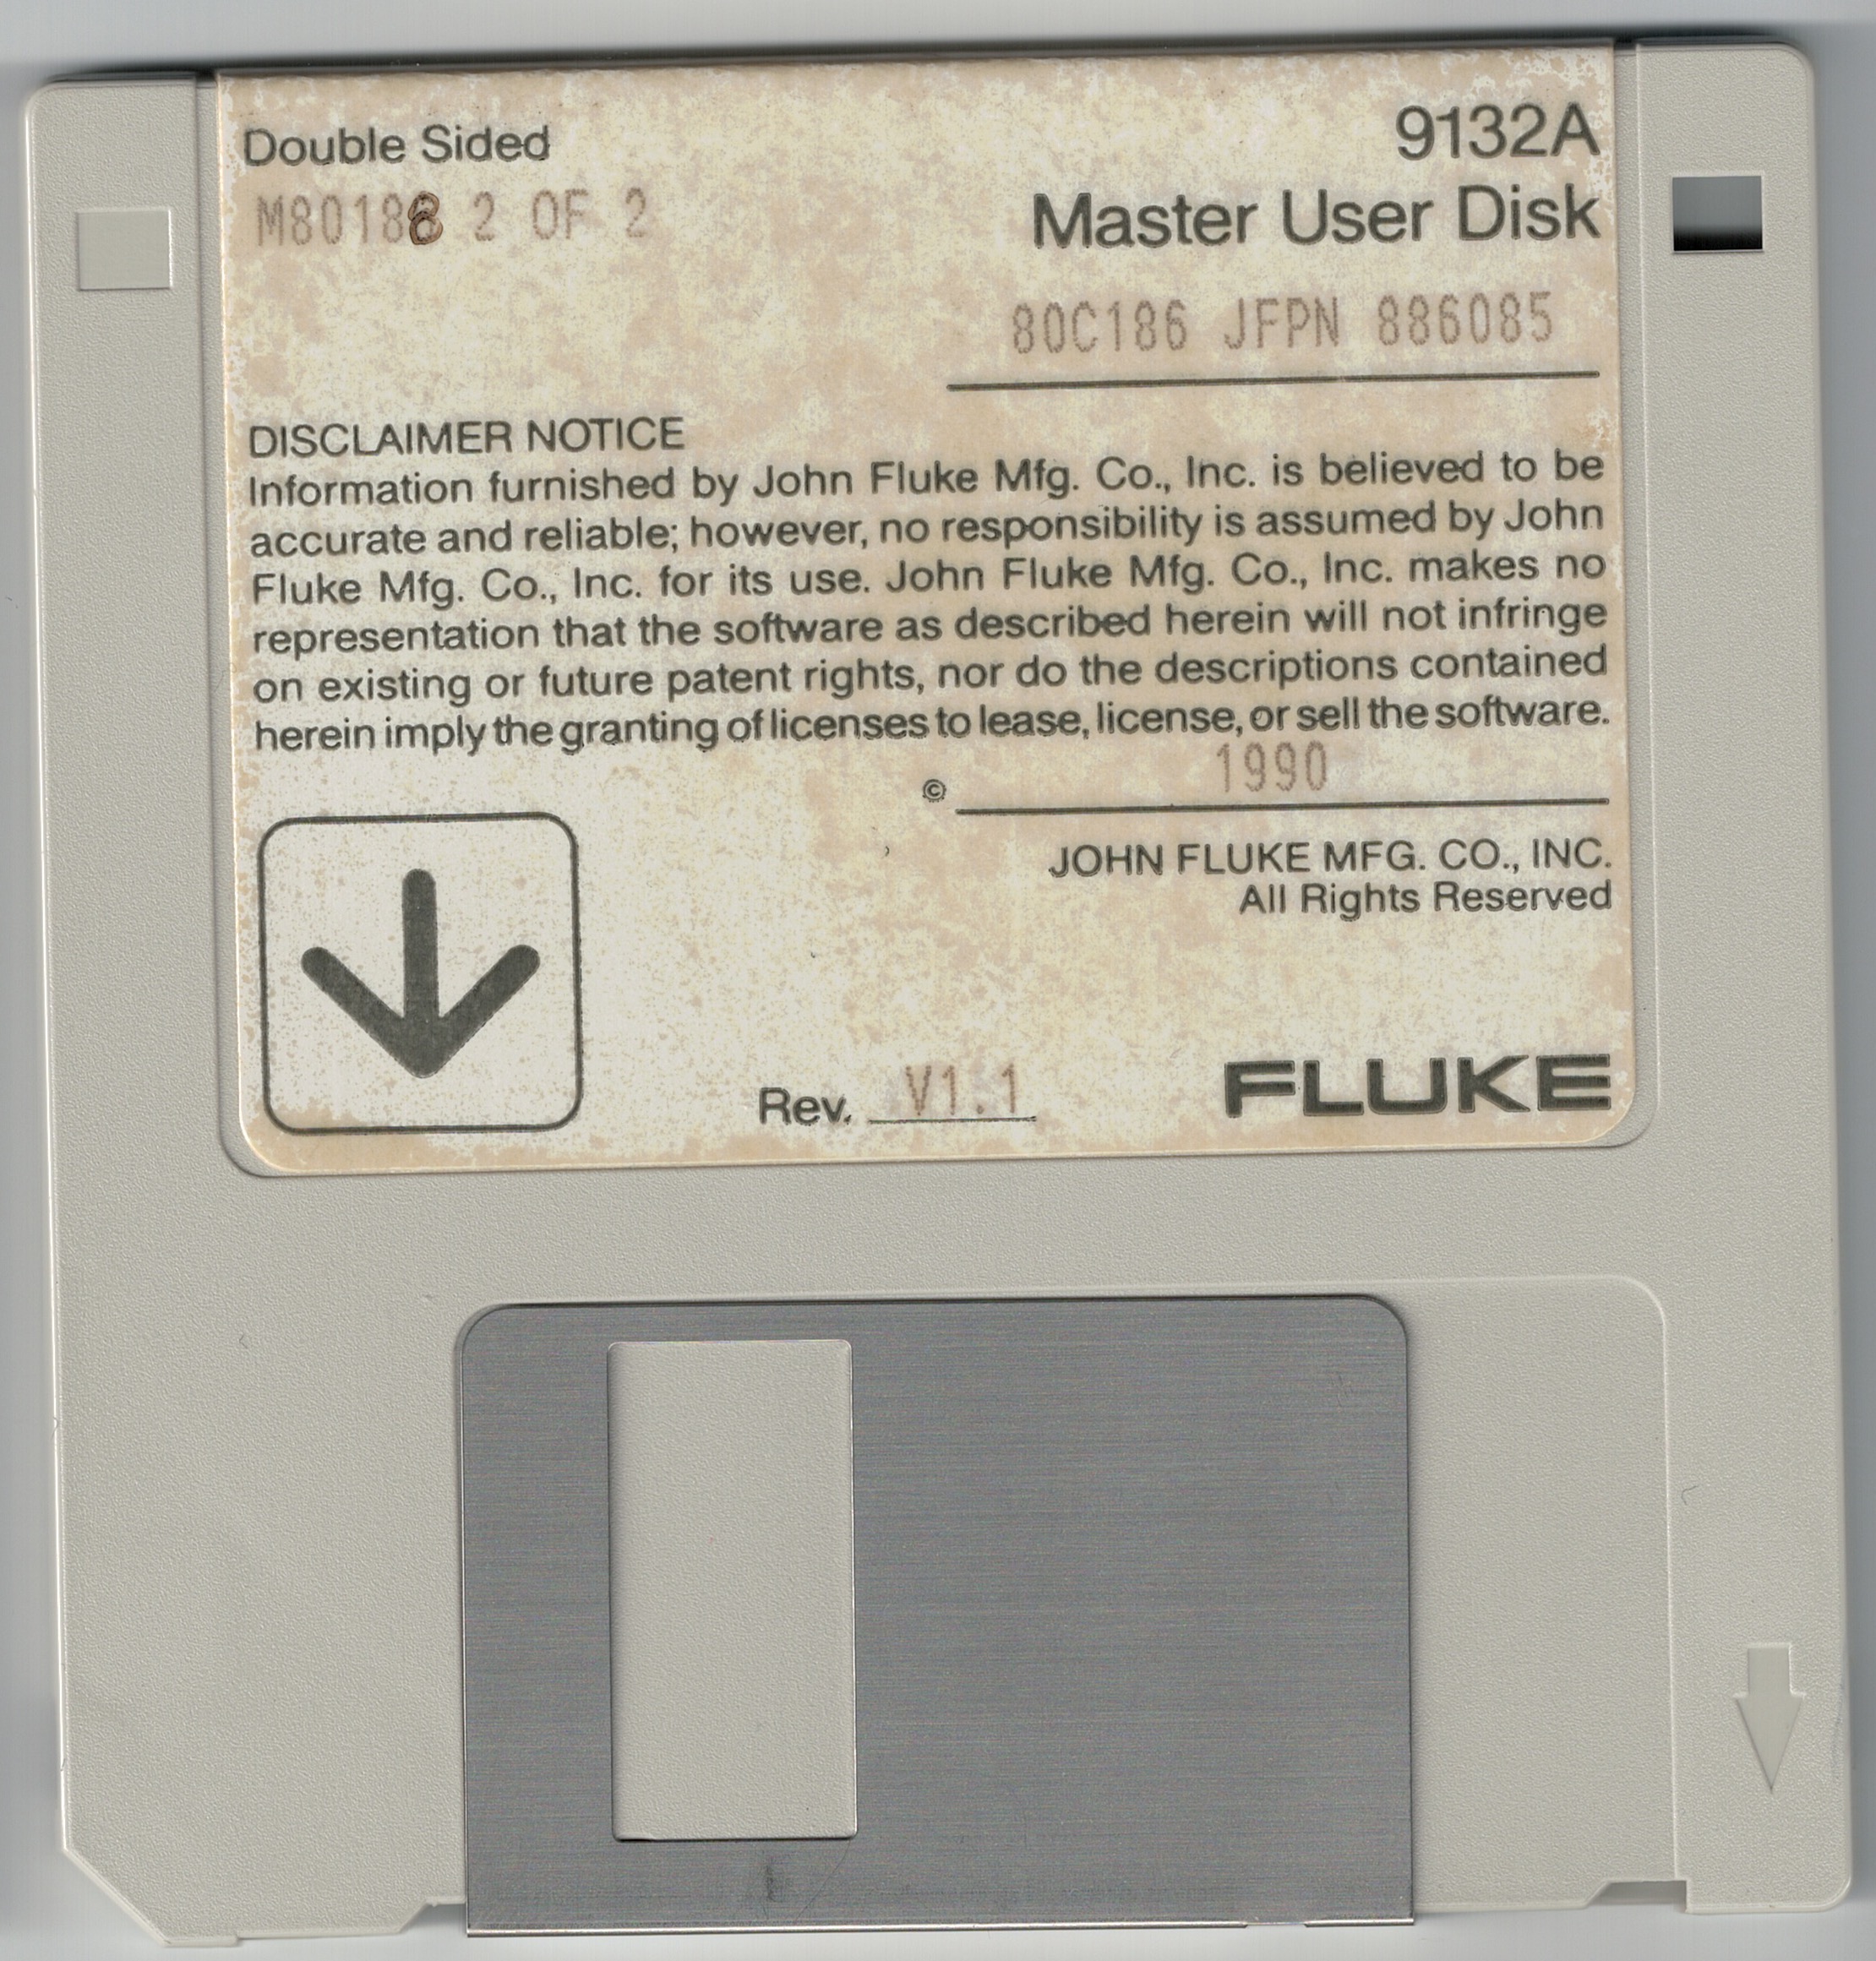 Double Sided
9132A
M80186 2 OF 2
Master User Disk
80C186 JFPN 886085
DISCLAIMER NOTICE
Information furnished by John Fluke Mfg. Co., Inc. is believed to be
accurate and reliable; however, no responsibility is assumed by John
Fluke Mfg. Co., Inc. for its use. John Fluke Mfg. Co., Inc. makes no
representation that the software as described herein will not infringe
on existing or future patent rights, nor do the descriptions contained
herein imply the granting of licenses to lease, license, or sell the software.
© 1990
JOHN FLUKE MFG. CO., INC.
All Rights Reserved
Rev. V1.1
FLUKE